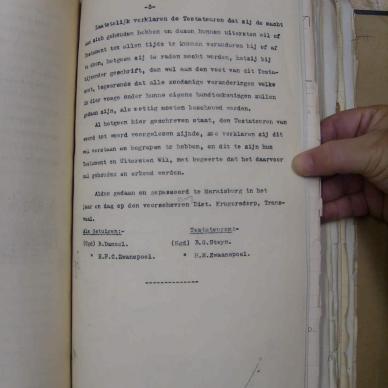 -3-
Laatstelijk verklaren de Testateuren dat zij de macht
aan zich gehouden hebben om dezen hunnen uitersten wil of
Testament ten allen tijde te kunnen veranderen bij of af
te doen, hetgeen zij te raden mocht worden, hetzij bij
zijdender geschrift, dan wel aan den voet van dit Testa-
ment, begeerende dat alle zoodanige veranderingen welke
in dier voege onder hunne eigene handteekeningen zullen
gedaan zijn, als wettig moeten beschouwd worden.
Al hetgeen hier geschreven staat, den Testateuren van
woord tot woord voorgelezen zijnde, zoo verklaren zij dit
wel verstaan en begrepen te hebben, en dit te zijn hun
Testament en Uitersten Wil, met begeerte dat het daarvoor
zal gehouden en erkend worden.
Aldus gedaan en gepasseerd te Hermisburg in het
jaar en dag op den voorschreven Dist. Krugersdorp, Trans-
vaal.
Als Getuigen:- Testateuren:-
(Sgd) B. (Sgd) B.G. Steyn.
" H.F.C. Zwanspoel. " H.M. Zwaanspoel.